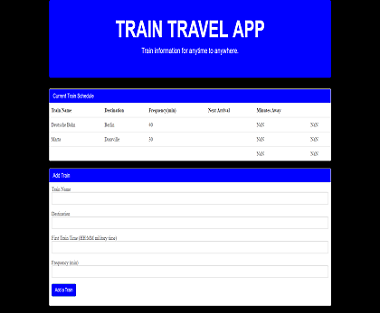 TRAIN TRAVEL APP
Train information for anytime to anywhere.
Current Train Schedule
Train Name Destination Frequency(min) Next Arrival Minutes Away
Deutsche Bahn Berlin 40 NaN NaN
Metro Dansville 30 NaN NaN
NaN NaN
Add Train
Train Name
Destination
First Train Time (HH:MM military time)
Frequency (min)
Add a Train